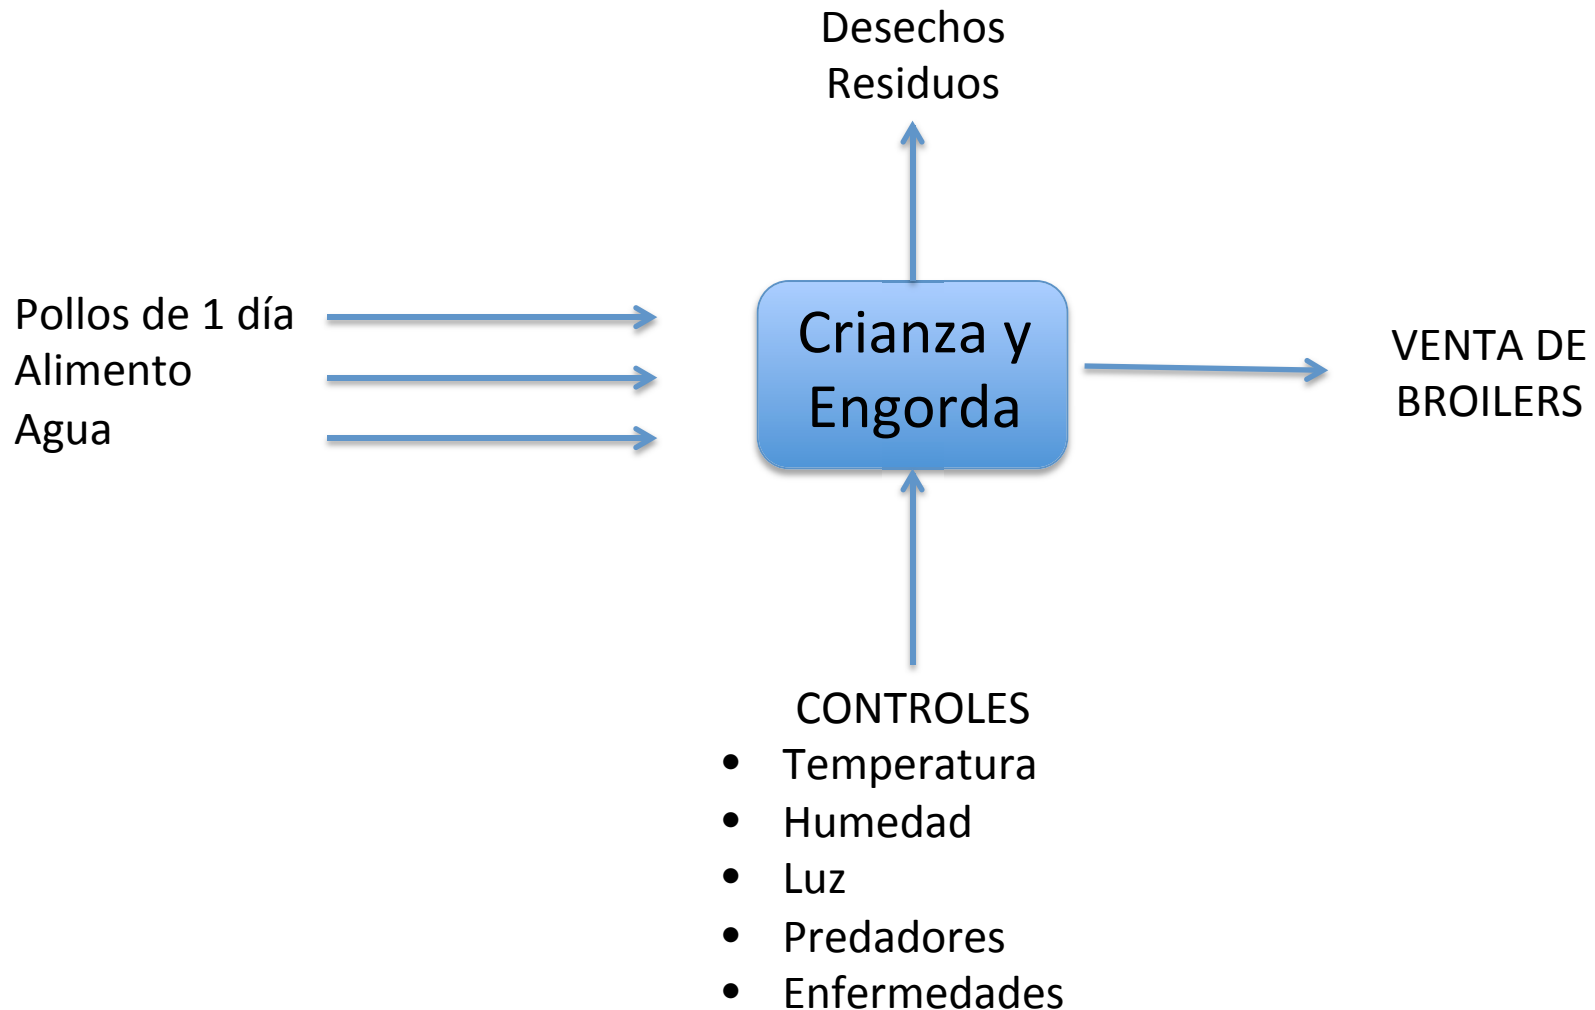 Desechos
Residuos
Pollos de 1 día
Alimento
Agua
Crianza y
Engorda
VENTA DE
BROILERS
CONTROLES
• Temperatura
• Humedad
• Luz
• Predadores
• Enfermedades